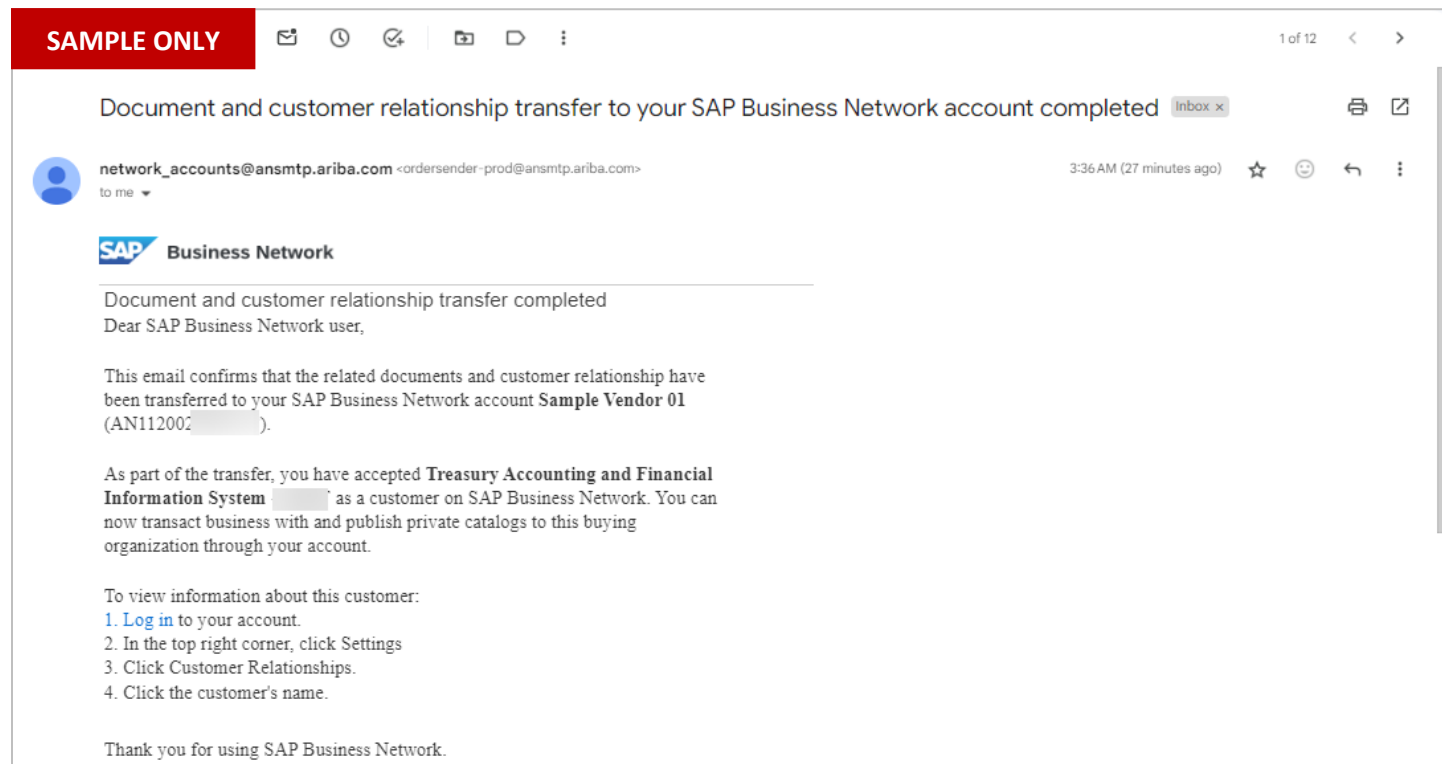 SAMPLE ONLY
1 of 12
Document and customer relationship transfer to your SAP Business Network account completed Inbox ×
network_accounts@ansmtp.ariba.com <ordersender-prod@ansmtp.ariba.com>
3:36 AM (27 minutes ago)
to me
SAP Business Network
Document and customer relationship transfer completed
Dear SAP Business Network user,
This email confirms that the related documents and customer relationship have
been transferred to your SAP Business Network account Sample Vendor 01
(AN112002 ).
As part of the transfer, you have accepted Treasury Accounting and Financial
Information System as a customer on SAP Business Network. You can
now transact business with and publish private catalogs to this buying
organization through your account.
To view information about this customer:
1. Log in to your account.
2. In the top right corner, click Settings
3. Click Customer Relationships.
4. Click the customer's name.
Thank you for using SAP Business Network.